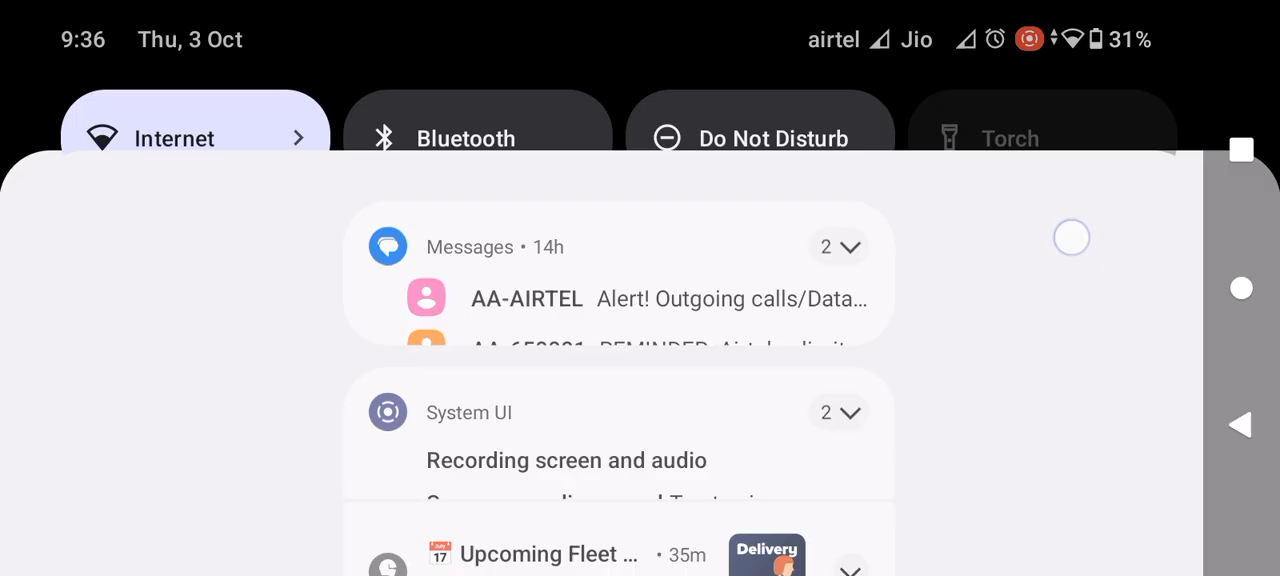 9:36 Thu, 3 Oct airtel Jio 31%
Internet Bluetooth Do Not Disturb Torch
Messages • 14h 2
AA-AIRTEL Alert! Outgoing calls/Data...
REMINDER
System UI 2
Recording screen and audio
Upcoming Fleet ... • 35m
Delivery